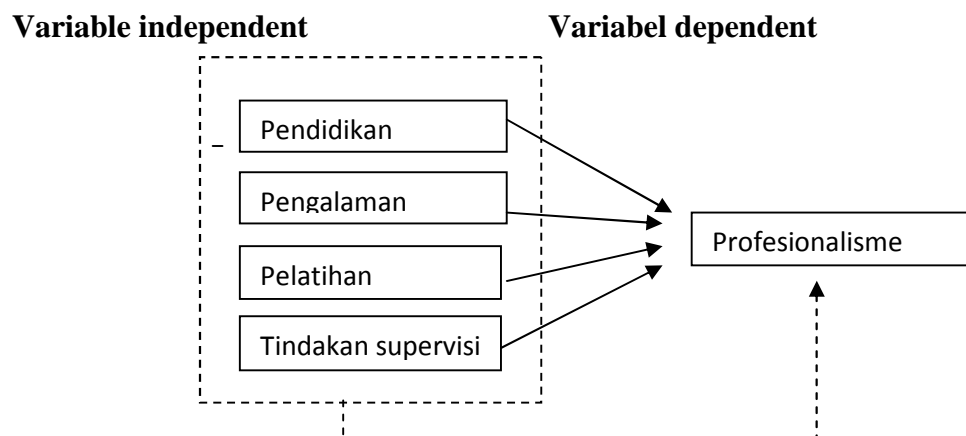 Variable independent Variabel dependent
Pendidikan
Pengalaman
Profesionalisme
Pelatihan
Tindakan supervisi